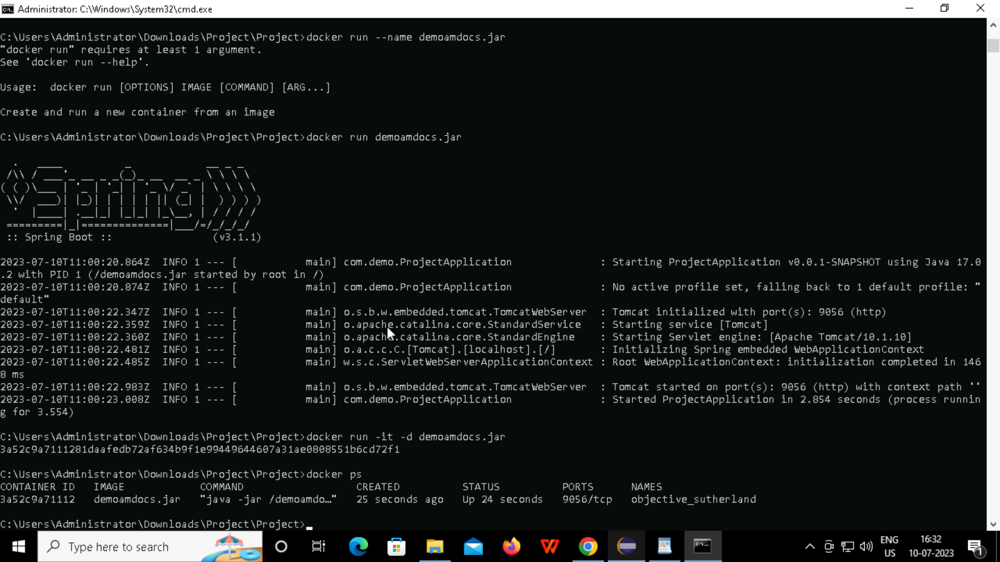 Administrator: C:\Windows\System32\cmd.exe
C:\Users\Administrator\Downloads\Project\Project>docker run --name demoamdocs.jar
"docker run" requires at least 1 argument.
See 'docker run --help'.
Usage:  docker run [OPTIONS] IMAGE [COMMAND] [ARG...]
Create and run a new container from an image
C:\Users\Administrator\Downloads\Project\Project>docker run demoamdocs.jar
Spring
:: Spring Boot ::                (v3.1.1)
2023-07-10T11:00:20.864Z  INFO 1 --- [           main] com.demo.ProjectApplication              : Starting ProjectApplication v0.0.1-SNAPSHOT using Java 17.0
.2 with PID 1 (/demoamdocs.jar started by root in /)
2023-07-10T11:00:20.874Z  INFO 1 --- [           main] com.demo.ProjectApplication              : No active profile set, falling back to 1 default profile: "
default"
2023-07-10T11:00:22.347Z  INFO 1 --- [           main] o.s.b.w.embedded.tomcat.TomcatWebServer  : Tomcat initialized with port(s): 9056 (http)
2023-07-10T11:00:22.359Z  INFO 1 --- [           main] o.apache.catalina.core.StandardService   : Starting service [Tomcat]
2023-07-10T11:00:22.360Z  INFO 1 --- [           main] o.apache.catalina.core.StandardEngine    : Starting Servlet engine: [Apache Tomcat/10.1.10]
2023-07-10T11:00:22.481Z  INFO 1 --- [           main] o.a.c.c.C.[Tomcat].[localhost].[/]       : Initializing Spring embedded WebApplicationContext
2023-07-10T11:00:22.485Z  INFO 1 --- [           main] w.s.c.ServletWebServerApplicationContext : Root WebApplicationContext: initialization completed in 146
8 ms
2023-07-10T11:00:22.983Z  INFO 1 --- [           main] o.s.b.w.embedded.tomcat.TomcatWebServer  : Tomcat started on port(s): 9056 (http) with context path ''
2023-07-10T11:00:23.008Z  INFO 1 --- [           main] com.demo.ProjectApplication              : Started ProjectApplication in 2.854 seconds (process runnin
g for 3.554)
C:\Users\Administrator\Downloads\Project\Project>docker run -it -d demoamdocs.jar
3a52c9a7111281daafedb72af634b9f1e99449644607a31ae0808551b6cd72f1
C:\Users\Administrator\Downloads\Project\Project>docker ps
CONTAINER ID   IMAGE            COMMAND                  CREATED          STATUS          PORTS      NAMES
3a52c9a71112   demoamdocs.jar   "java -jar /demoamdo…"   25 seconds ago   Up 24 seconds   9056/tcp   objective_sutherland
C:\Users\Administrator\Downloads\Project\Project>
Type here to search
ENG
US
16:32
10-07-2023
1